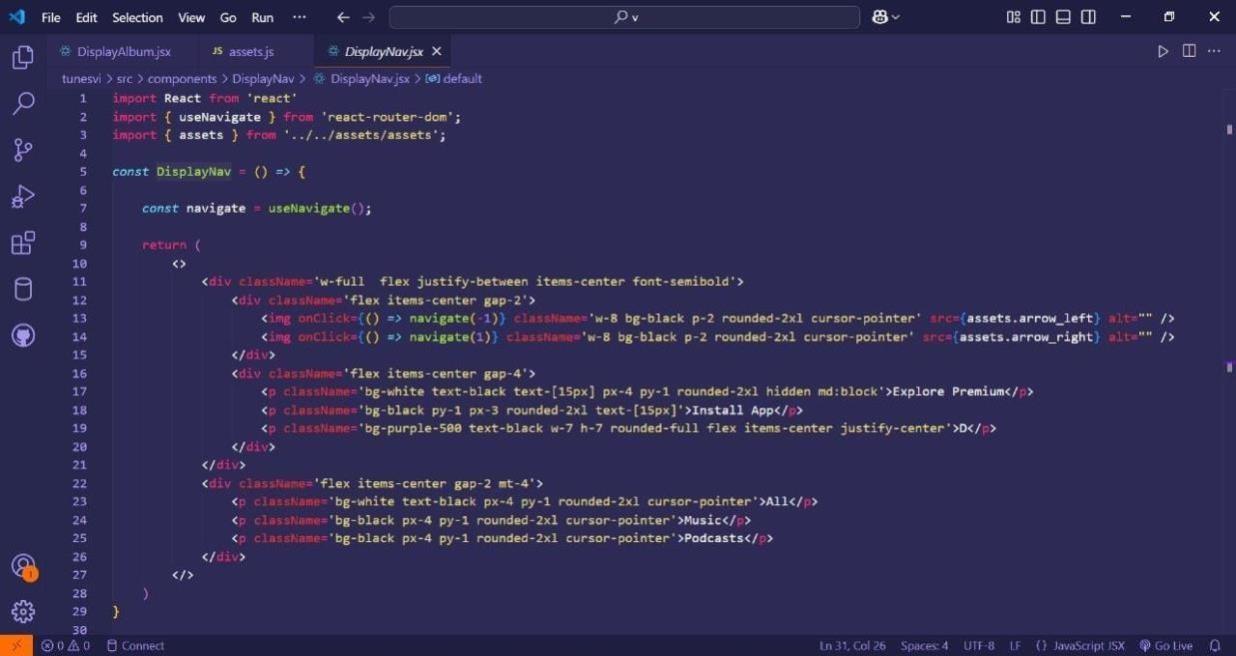 File Edit Selection View Go Run ··· v
DisplayAlbum.jsx JS assets.js DisplayNav.jsx
tunesvi > src > components > DisplayNav > DisplayNav.jsx > default
1 import React from 'react'
2 import { useNavigate } from 'react-router-dom';
3 import { assets } from '../../assets/assets';
4
5 const DisplayNav = () => {
6
7 const navigate = useNavigate();
8
9 return (
10 <>
11 <div className='w-full  flex justify-between items-center font-semibold'>
12 <div className='flex items-center gap-2'>
13 <img onClick={() => navigate(-1)} className='w-8 bg-black p-2 rounded-2xl cursor-pointer' src={assets.arrow_left} alt="" />
14 <img onClick={() => navigate(1)} className='w-8 bg-black p-2 rounded-2xl cursor-pointer' src={assets.arrow_right} alt="" />
15 </div>
16 <div className='flex items-center gap-4'>
17 <p className='bg-white text-black text-[15px] px-4 py-1 rounded-2xl hidden md:block'>Explore Premium</p>
18 <p className='bg-black py-1 px-3 rounded-2xl text-[15px]'>Install App</p>
19 <p className='bg-purple-500 text-black w-7 h-7 rounded-full flex items-center justify-center'>D</p>
20 </div>
21 </div>
22 <div className='flex items-center gap-2 mt-4'>
23 <p className='bg-white text-black px-4 py-1 rounded-2xl cursor-pointer'>All</p>
24 <p className='bg-black px-4 py-1 rounded-2xl cursor-pointer'>Music</p>
25 <p className='bg-black px-4 py-1 rounded-2xl cursor-pointer'>Podcasts</p>
26 </div>
27 </>
28 )
29 }
30
1
0 0 Connect Ln 31, Col 26 Spaces: 4 UTF-8 LF {} JavaScript JSX Go Live